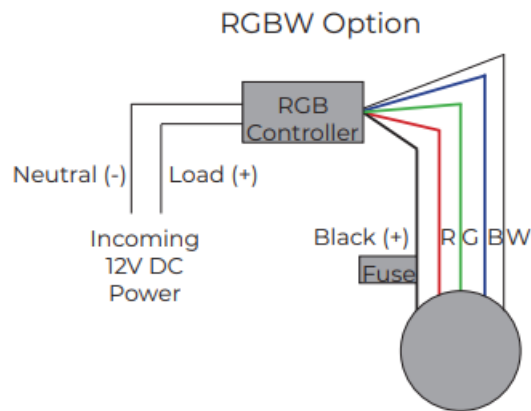 RGBW Option
RGB
Controller
Neutral (-)
Load (+)
Incoming
12V DC
Power
Black (+)
R G B W
Fuse